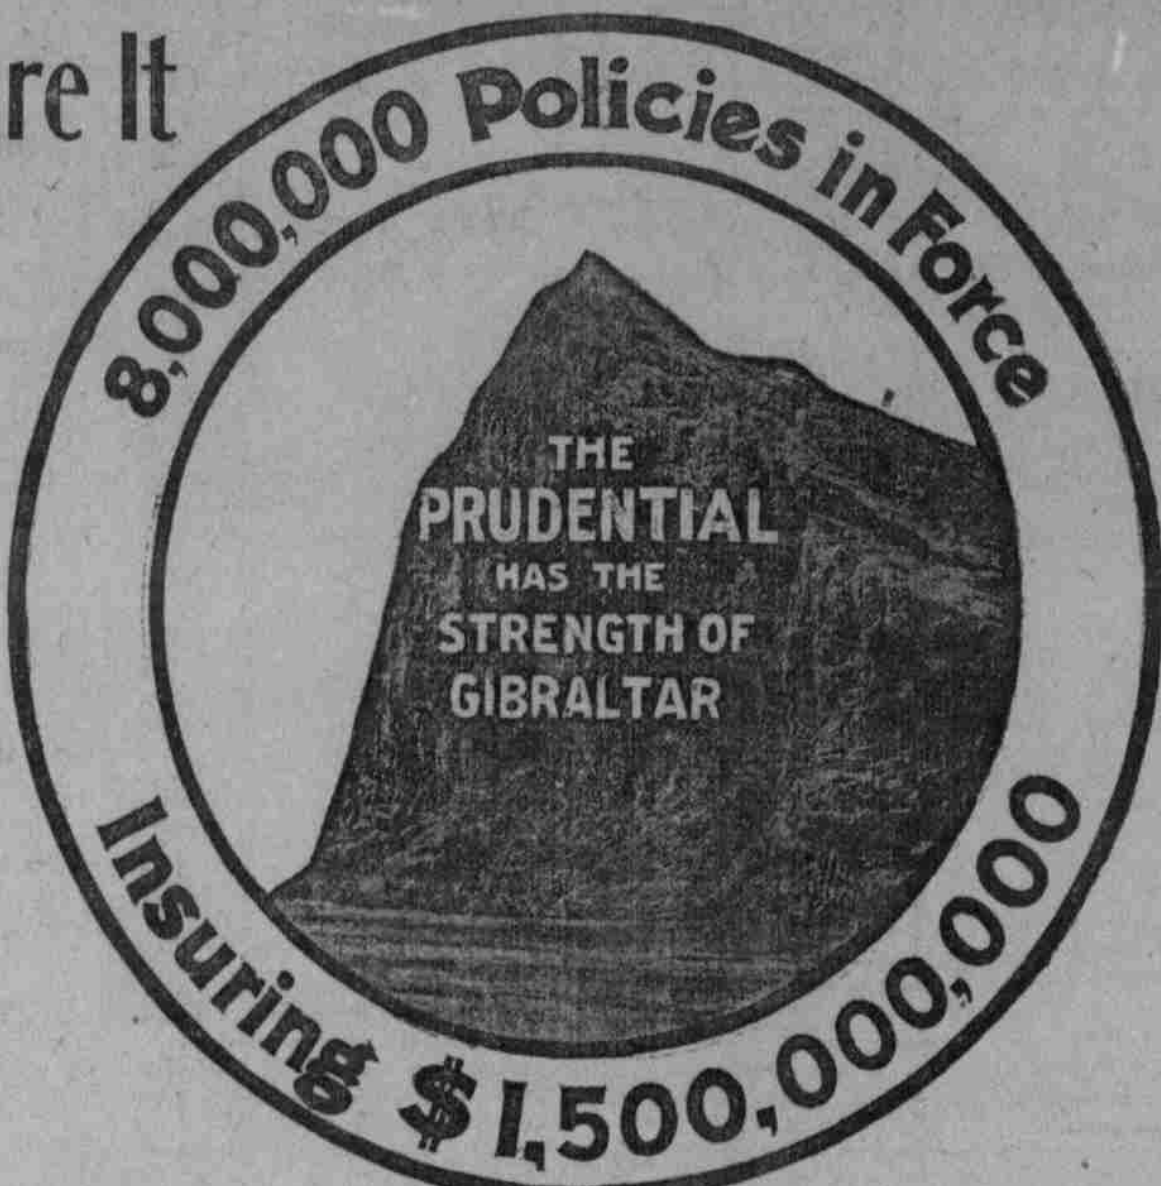 re It
8,000,000 Policies in Force
THE
PRUDENTIAL
HAS THE
STRENGTH OF
GIBRALTAR
Insuring $1,500,000,000